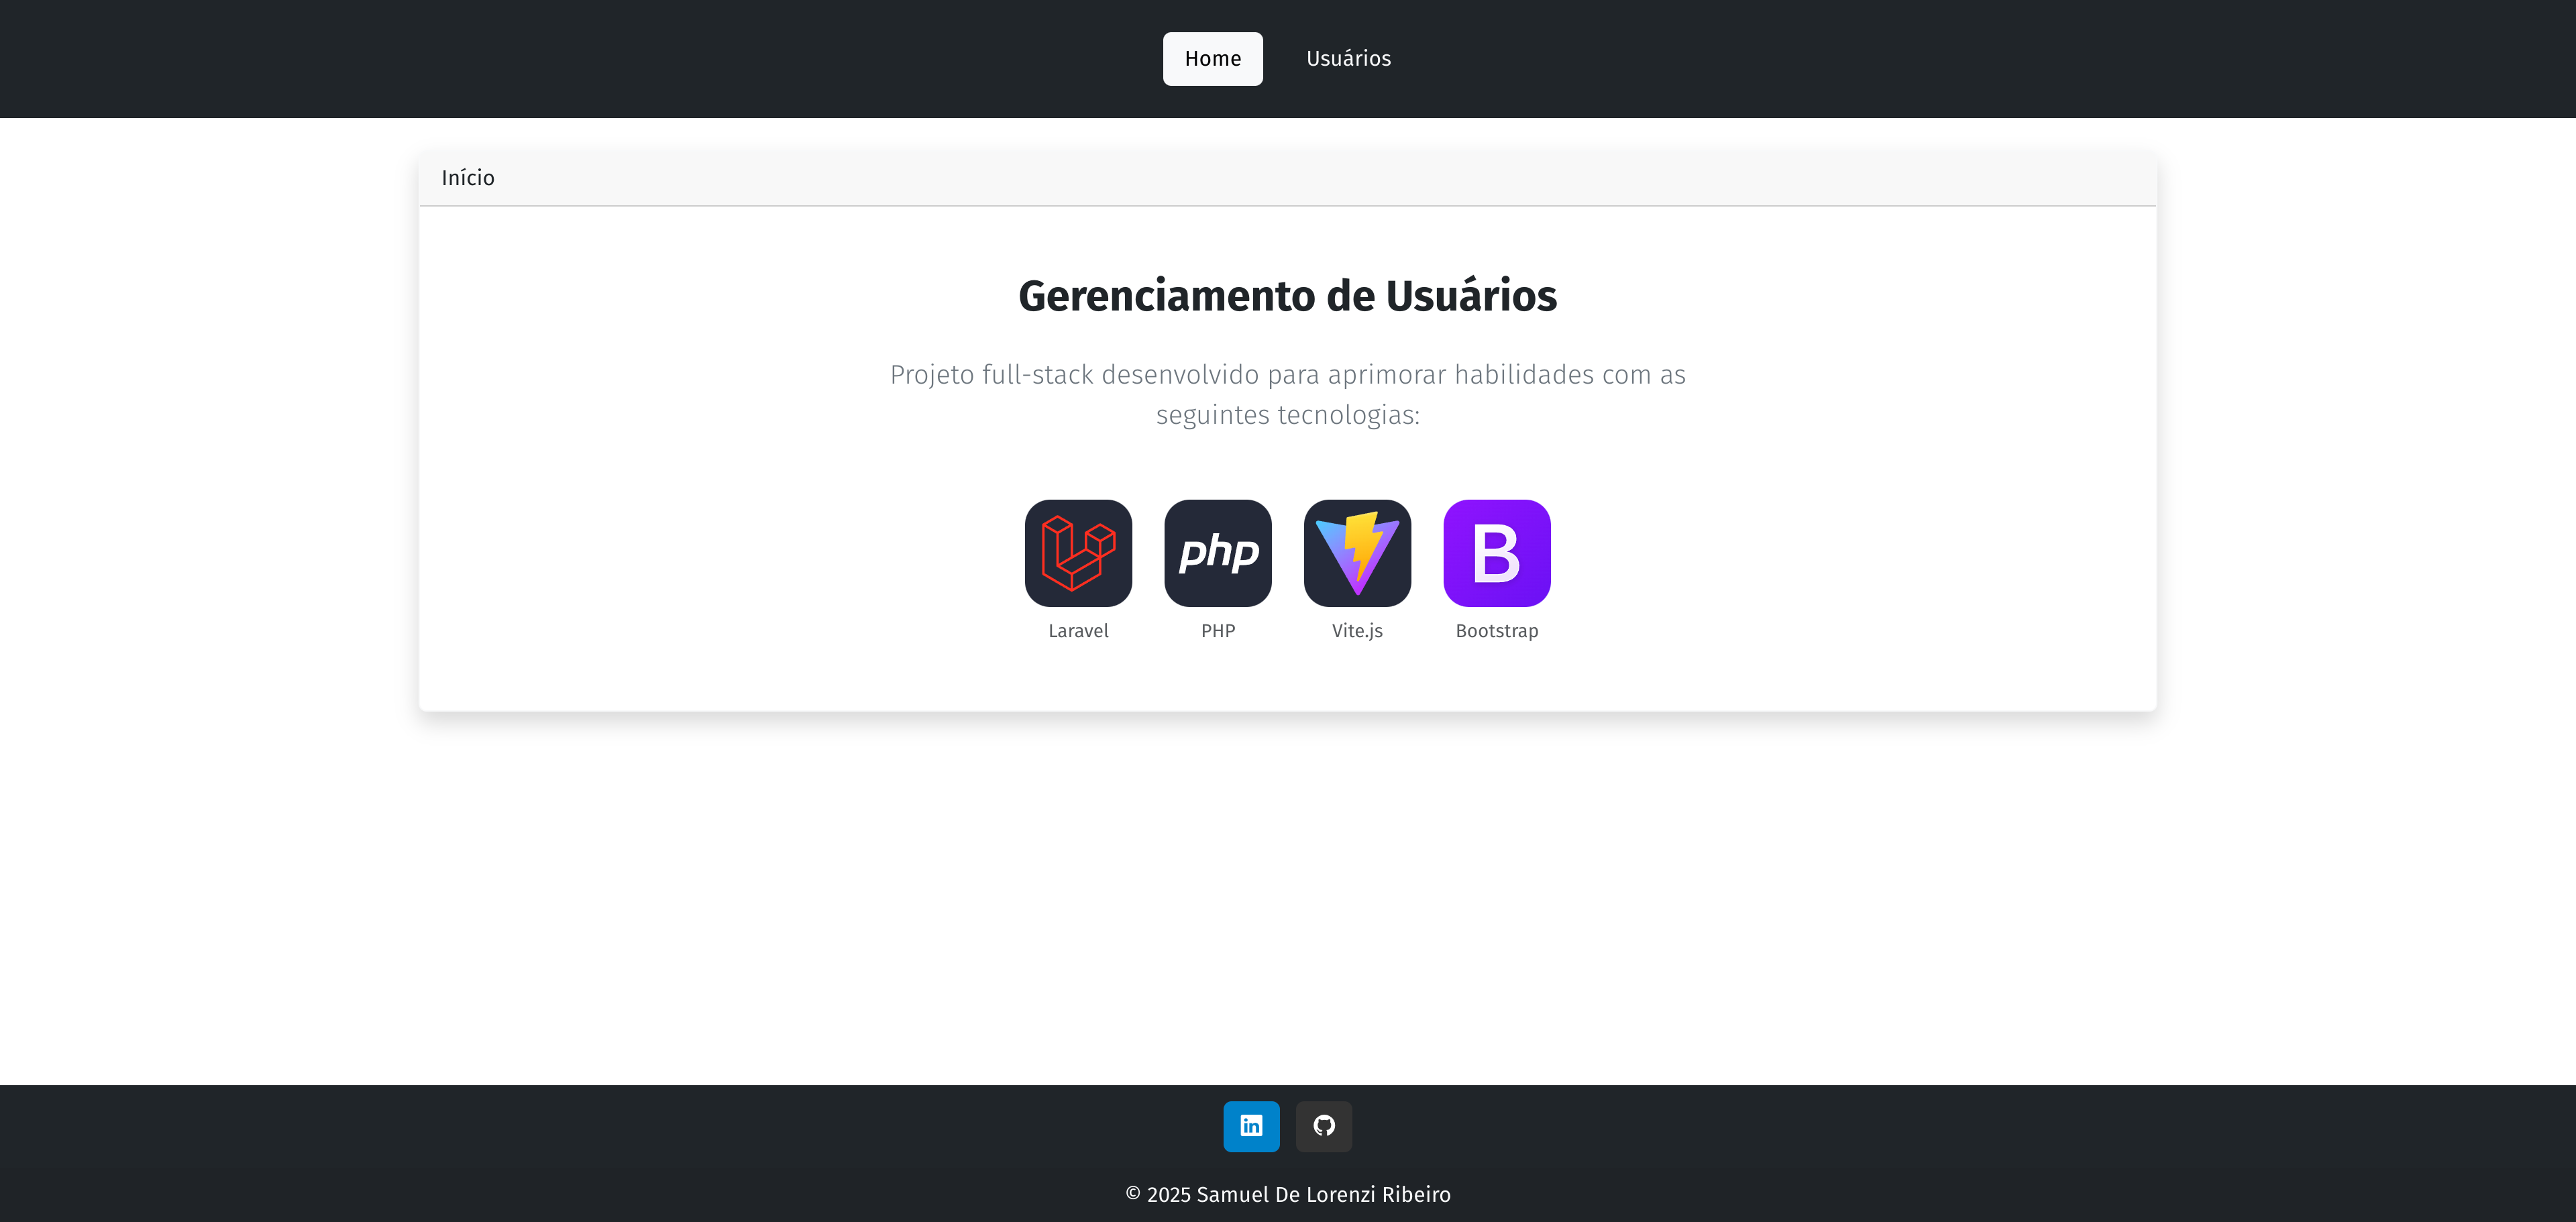 Home Usuários
Início
Gerenciamento de Usuários
Projeto full-stack desenvolvido para aprimorar habilidades com as
seguintes tecnologias:
php B
Laravel PHP Vite.js Bootstrap
in
© 2025 Samuel De Lorenzi Ribeiro